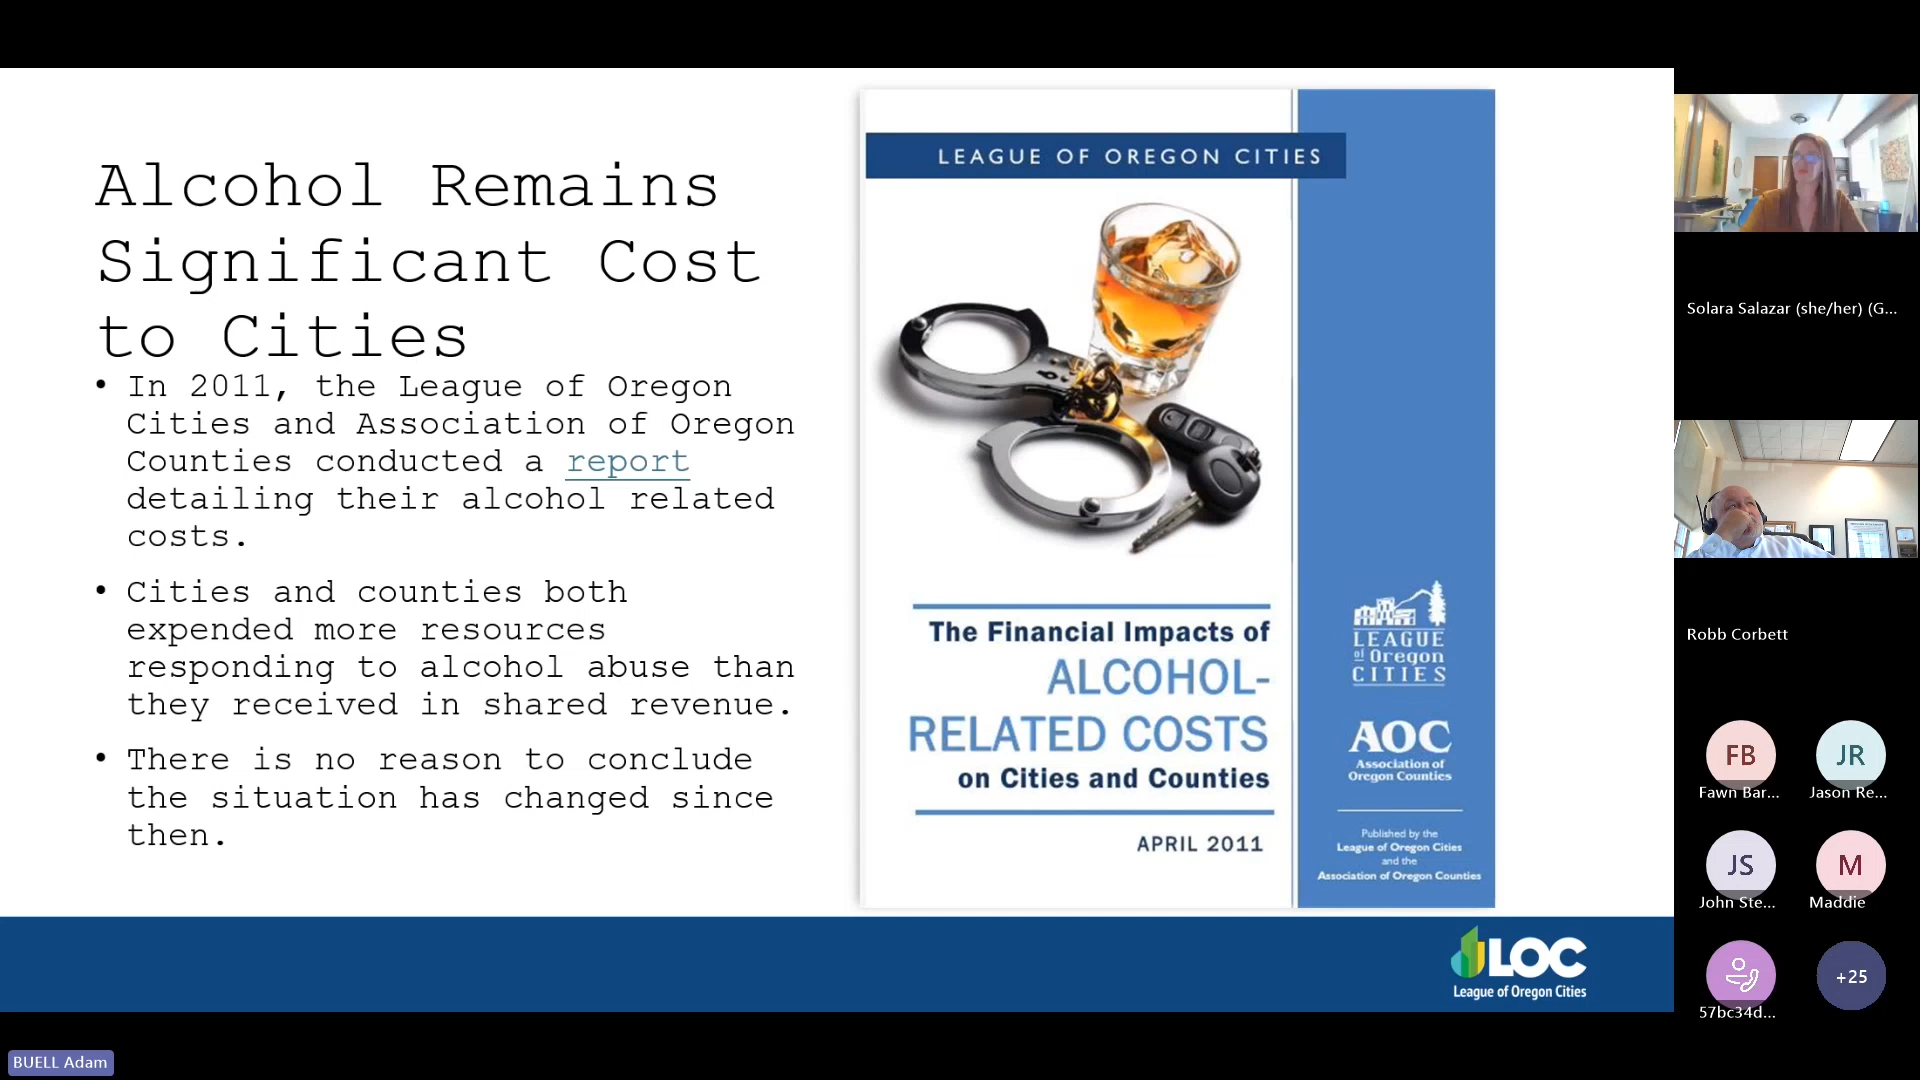 Alcohol Remains
Significant Cost
to Cities
• In 2011, the League of Oregon
Cities and Association of Oregon
Counties conducted a report
detailing their alcohol related
costs.
• Cities and counties both
expended more resources
responding to alcohol abuse than
they received in shared revenue.
• There is no reason to conclude
the situation has changed since
then.
LEAGUE OF OREGON CITIES
The Financial Impacts of
ALCOHOL-
RELATED COSTS
on Cities and Counties
APRIL 2011
LEAGUE
of Oregon
CITIES
AOC
Association of
Oregon Counties
Published by the
League of Oregon Cities
and the
Association of Oregon Counties
LOC
League of Oregon Cities
Solara Salazar (she/her) (G...
Robb Corbett
FB
Fawn Bar...
JR
Jason Re...
JS
John Ste...
M
Maddie
57bc34d...
+25
BUELL Adam